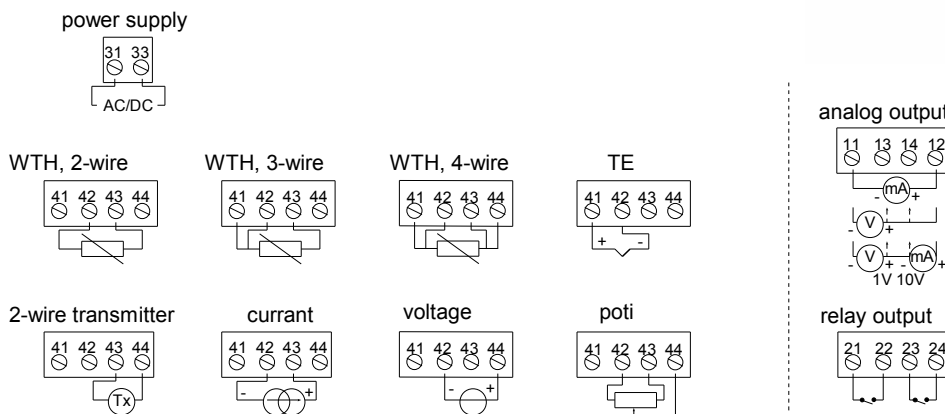 power supply
31 33
AC/DC
analog output
11 13 14 12
mA
- +
V
- +
V mA
- + - +
1V 10V
WTH, 2-wire
41 42 43 44
WTH, 3-wire
41 42 43 44
WTH, 4-wire
41 42 43 44
TE
41 42 43 44
+ -
2-wire transmitter
41 42 43 44
Tx
currant
41 42 43 44
- +
voltage
41 42 43 44
- +
poti
41 42 43 44
relay output
21 22 23 24